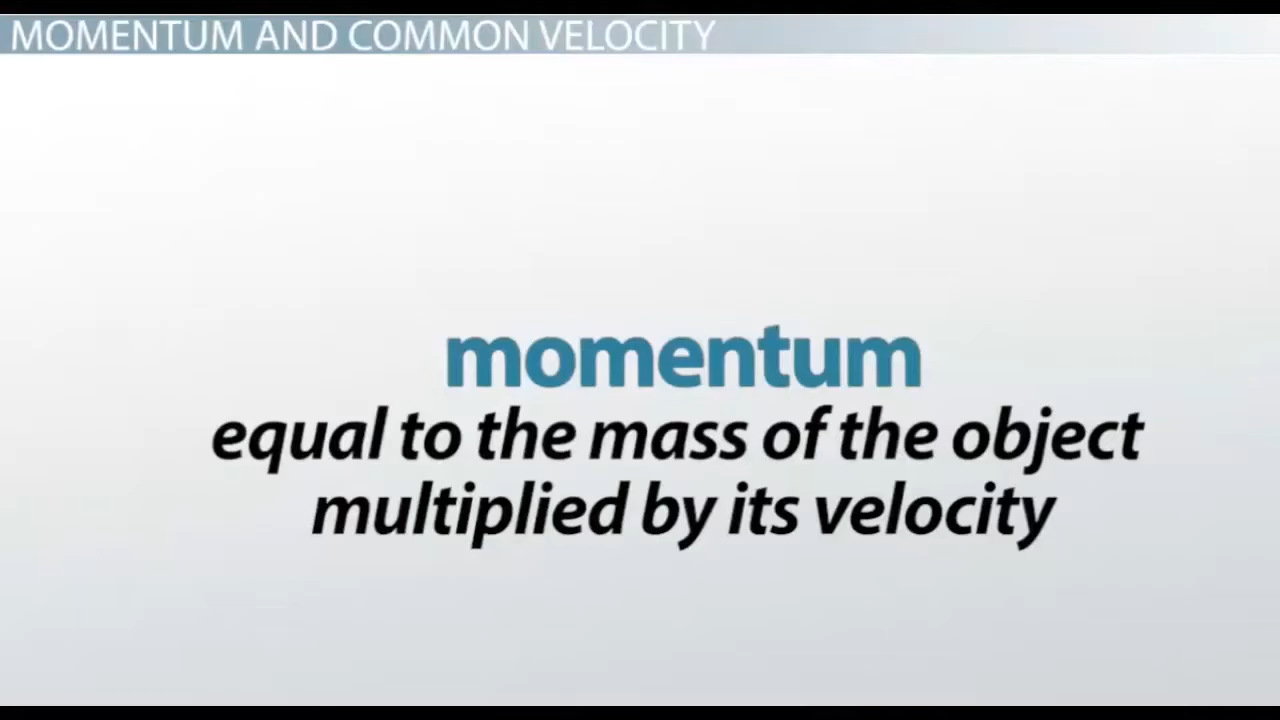 MOMENTUM AND COMMON VELOCITY
momentum
equal to the mass of the object
multiplied by its velocity